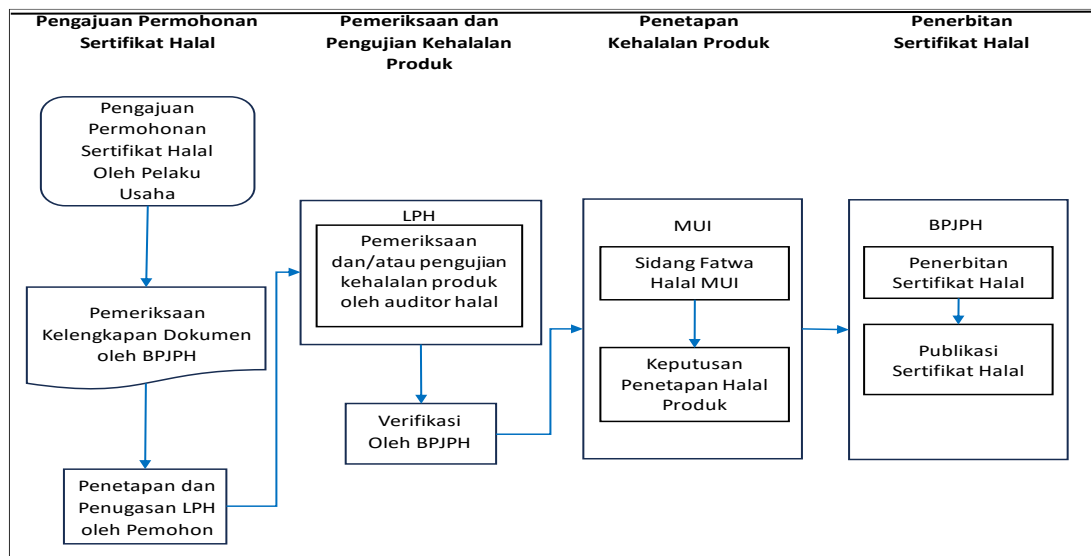 Pengajuan Permohonan
Sertifikat Halal
Pemeriksaan dan
Pengujian Kehalalan
Produk
Penetapan
Kehalalan Produk
Penerbitan
Sertifikat Halal
Pengajuan
Permohonan
Sertifikat Halal
Oleh Pelaku
Usaha
Pemeriksaan
Kelengkapan Dokumen
oleh BPJPH
Penetapan dan
Penugasan LPH
oleh Pemohon
LPH
Pemeriksaan
dan/atau pengujian
kehalalan produk
oleh auditor halal
Verifikasi
Oleh BPJPH
MUI
Sidang Fatwa
Halal MUI
Keputusan
Penetapan Halal
Produk
BPJPH
Penerbitan
Sertifikat Halal
Publikasi
Sertifikat Halal